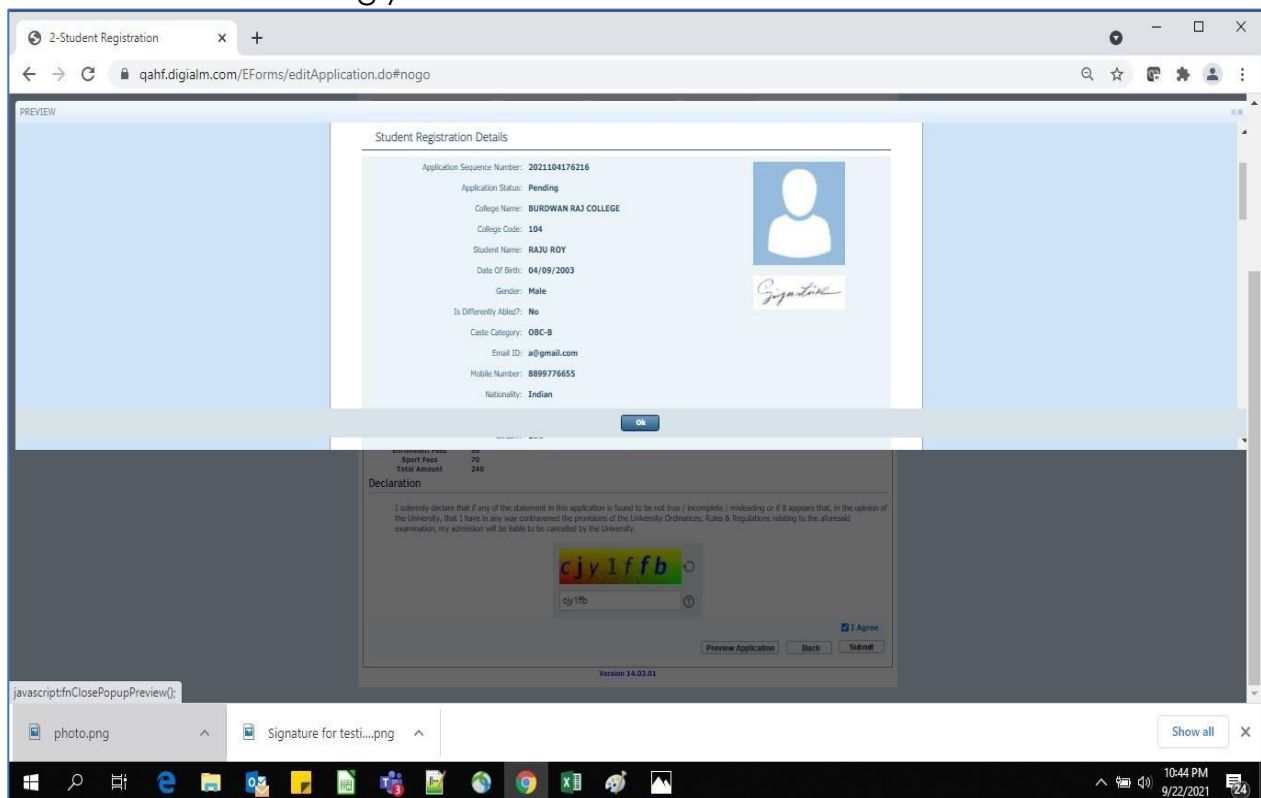 2-Student Registration
qahf.digialm.com/EForms/editApplication.do#nogo
PREVIEW
Student Registration Details
Application Sequence Number: 2021104176216
Application Status: Pending
College Name: BURDWAN RAJ COLLEGE
College Code: 104
Student Name: RAJU ROY
Date Of Birth: 04/09/2003
Gender: Male
Signature
Is Differently Abled?: No
Caste Category: OBC-B
Email ID: a@gmail.com
Mobile Number: 8899776655
Nationality: Indian
Ok
Sport Fees 70
Total Amount 240
Declaration
I solemnly declare that if any of the statement in this application is found to be not true / incomplete / misleading or if it appears that, in the opinion of
the University, that I have in any way contravened the provisions of the University Ordinances, Rules & Regulations relating to the aforesaid
examination, my admission will be liable to be cancelled by the University.
cjy1ffb
cjy1ffb
I Agree
Preview Application Back Submit
Version 14.03.01
javascript:fnClosePopupPreview();
photo.png
Signature for testi....png
Show all
10:44 PM
9/22/2021
24